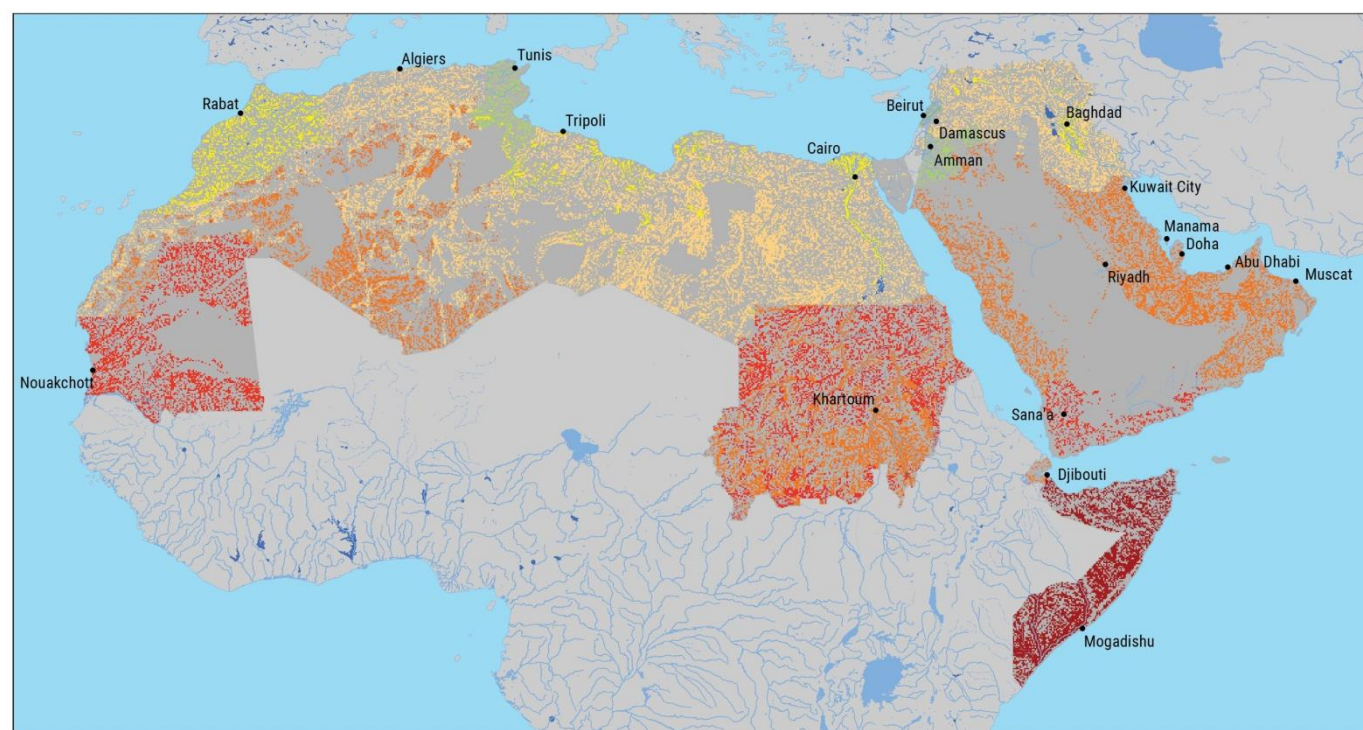 Algiers
Tunis
Rabat
Tripoli
Beirut
Baghdad
Damascus
Cairo
Amman
Kuwait City
Manama
Doha
Abu Dhabi
Riyadh
Muscat
Nouakchott
Khartoum
Sana'a
Djibouti
Mogadishu